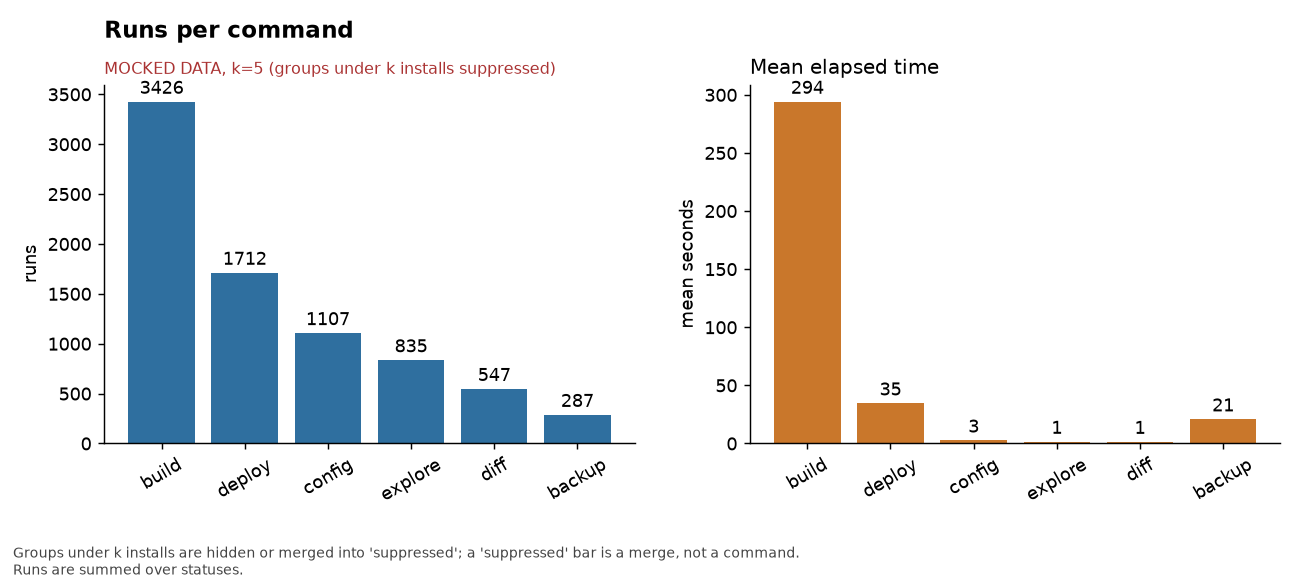 Runs per command
MOCKED DATA, k=5 (groups under k installs suppressed)
runs
3500
3000
2500
2000
1500
1000
500
0
3426
1712
1107
835
547
287
build
deploy
config
explore
diff
backup
Mean elapsed time
mean seconds
300
250
200
150
100
50
0
294
35
3
1
1
21
build
deploy
config
explore
diff
backup
Groups under k installs are hidden or merged into 'suppressed'; a 'suppressed' bar is a merge, not a command.
Runs are summed over statuses.